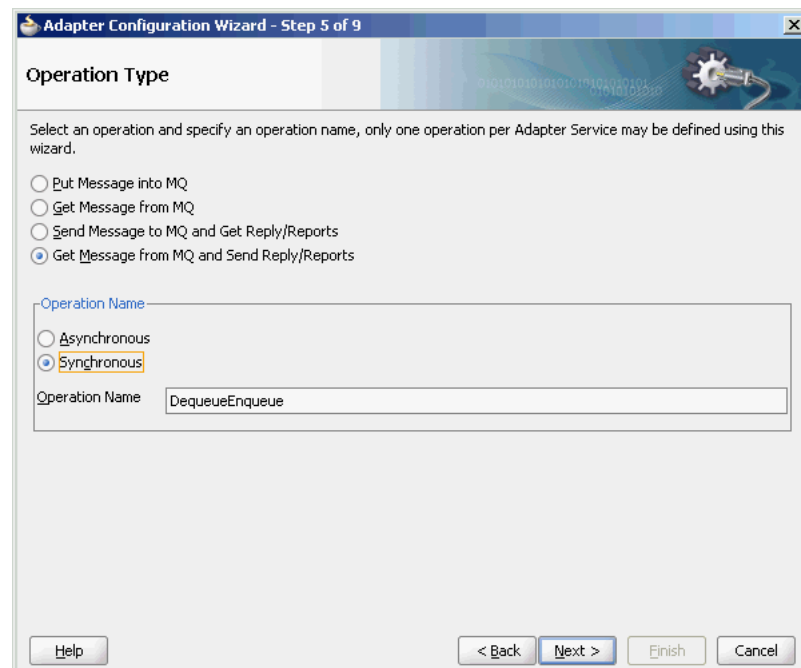 Adapter Configuration Wizard - Step 5 of 9
Operation Type
Select an operation and specify an operation name, only one operation per Adapter Service may be defined using this
wizard.
Put Message into MQ
Get Message from MQ
Send Message to MQ and Get Reply/Reports
Get Message from MQ and Send Reply/Reports
Operation Name
Asynchronous
Synchronous
Operation Name DequeueEnqueue
Help < Back Next > Finish Cancel